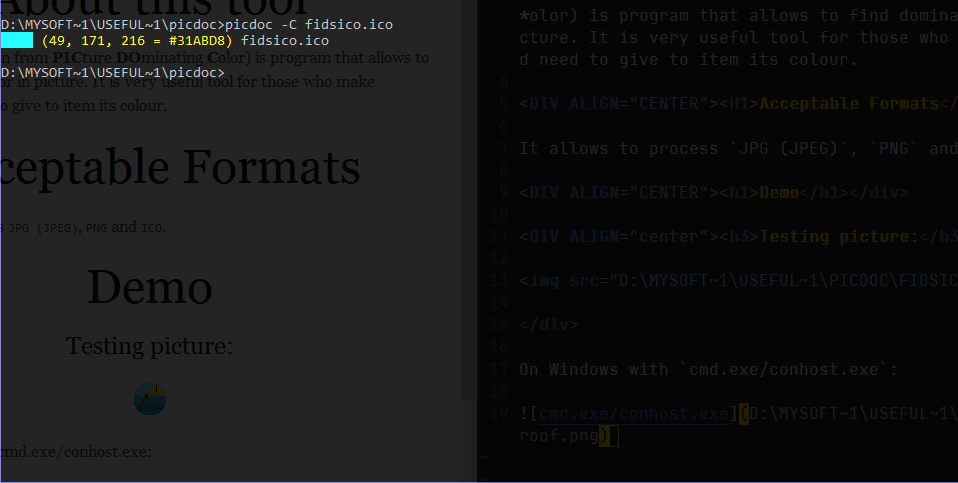 D:\MYSOFT~1\USEFUL~1\picdoc>picdoc -C fidsico.ico
(49, 171, 216 = #31ABD8) fidsico.ico
D:\MYSOFT~1\USEFUL~1\picdoc>
About this tool
n from PICture DOminating Color) is program that allows to
or in picture. It is very useful tool for those who make
o give to item its colour.
ceptable Formats
s JPG (JPEG), PNG and ICO.
Demo
Testing picture:
cmd.exe/conhost.exe:
*olor) is program that allows to find domina
cture. It is very useful tool for those who
d need to give to item its colour.
4
5 <DIV ALIGN="CENTER"><H1>Acceptable Formats</
6
7 It allows to process `JPG (JPEG)`, `PNG` and
8
9 <DIV ALIGN="CENTER"><h1>Demo</h1></div>
10
11 <DIV ALIGN="center"><h3>Testing picture:</h3
12
13 <img src="D:\MYSOFT~1\USEFUL~1\PICDOC\FIDSIC
14
15 </div>
16
17 On Windows with `cmd.exe/conhost.exe`:
18
19 ![cmd.exe/conhost.exe](D:\MYSOFT~1\USEFUL~1\
roof.png)
~
~